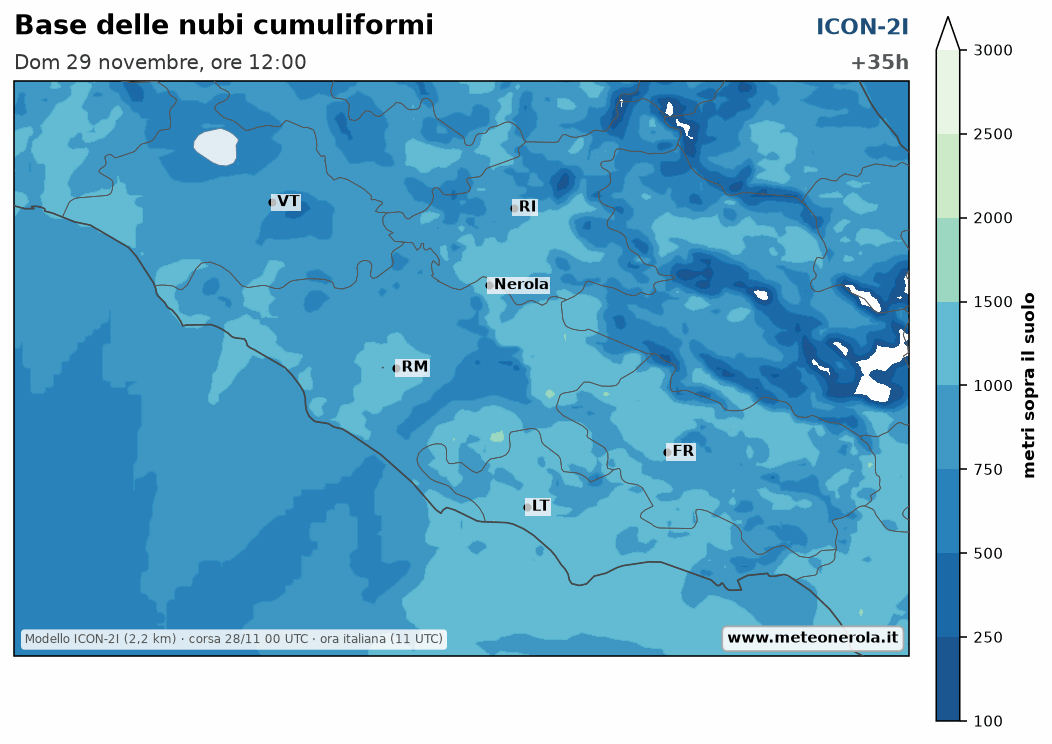 Base delle nubi cumuliformi
ICON-2I
Dom 29 novembre, ore 12:00
+35h
VT
RI
Nerola
RM
FR
LT
Modello ICON-2I (2,2 km) · corsa 28/11 00 UTC · ora italiana (11 UTC)
www.meteonerola.it
3000
2500
2000
1500
1000
750
500
250
100
metri sopra il suolo